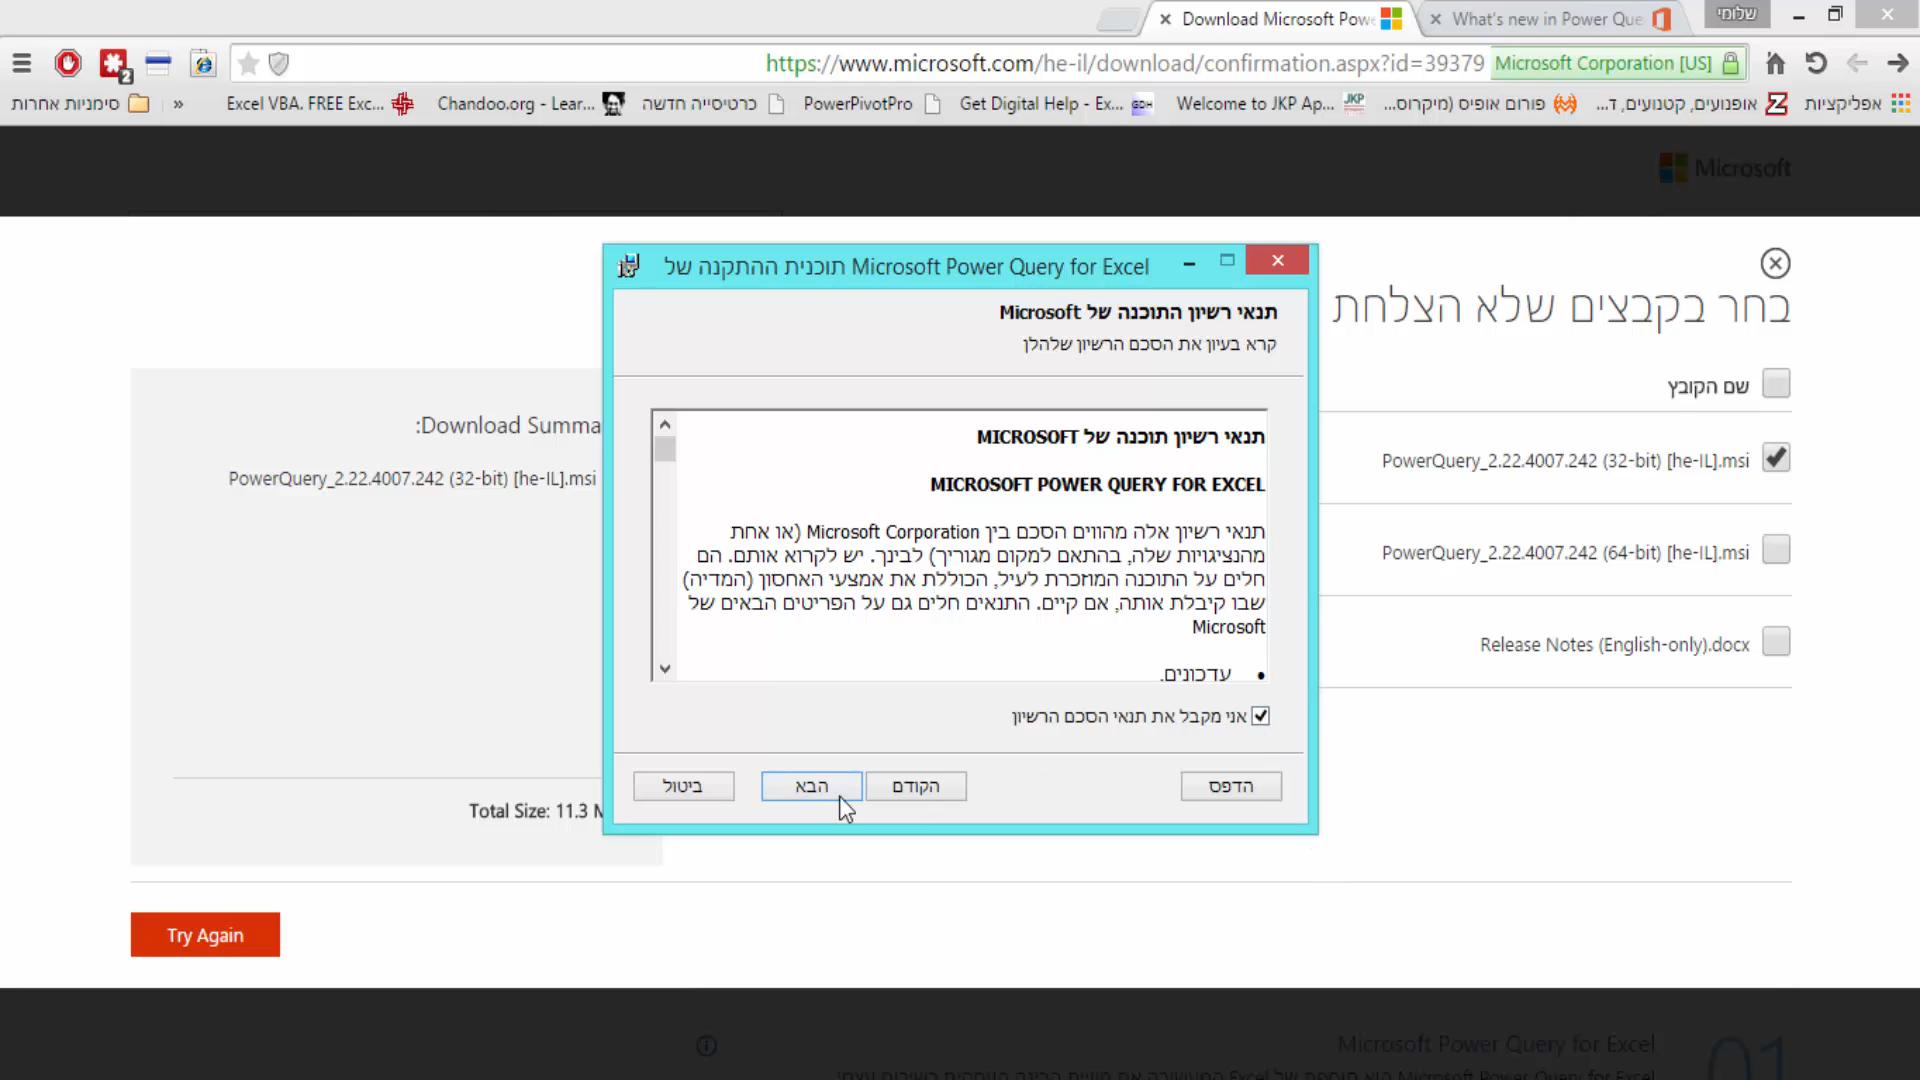 Download Microsoft Pow
What's new in Power Que
שלומי
https://www.microsoft.com/he-il/download/confirmation.aspx?id=39379
Microsoft Corporation [US]
אפליקציות
אופנועים, קטנועים, ד...
פורום אופיס (מיקרוס...
Welcome to JKP Ap...
Get Digital Help - Ex...
PowerPivotPro
כרטיסייה חדשה
Chandoo.org - Lear...
Excel VBA. FREE Exc...
»
סימניות אחרות
Microsoft
תוכנית ההתקנה של Microsoft Power Query for Excel
תנאי רשיון התוכנה של Microsoft
קרא בעיון את הסכם הרשיון שלהלן
תנאי רשיון תוכנה של MICROSOFT
MICROSOFT POWER QUERY FOR EXCEL
תנאי רשיון אלה מהווים הסכם בין Microsoft Corporation (או אחת
מהנציגויות שלה, בהתאם למקום מגוריך) לבינך. יש לקרוא אותם. הם
חלים על התוכנה המוזכרת לעיל, הכוללת את אמצעי האחסון (המדיה)
שבו קיבלת אותה, אם קיים. התנאים חלים גם על הפריטים הבאים של
Microsoft
• עדכונים,
אני מקבל את תנאי הסכם הרשיון
הדפס
הקודם
הבא
ביטול
בחר בקבצים שלא הצלחת
שם הקובץ
PowerQuery_2.22.4007.242 (32-bit) [he-IL].msi
PowerQuery_2.22.4007.242 (64-bit) [he-IL].msi
Release Notes (English-only).docx
Download Summa:
PowerQuery_2.22.4007.242 (32-bit) [he-IL].msi
Total Size: 11.3 M
Try Again
01
Microsoft Power Query for Excel